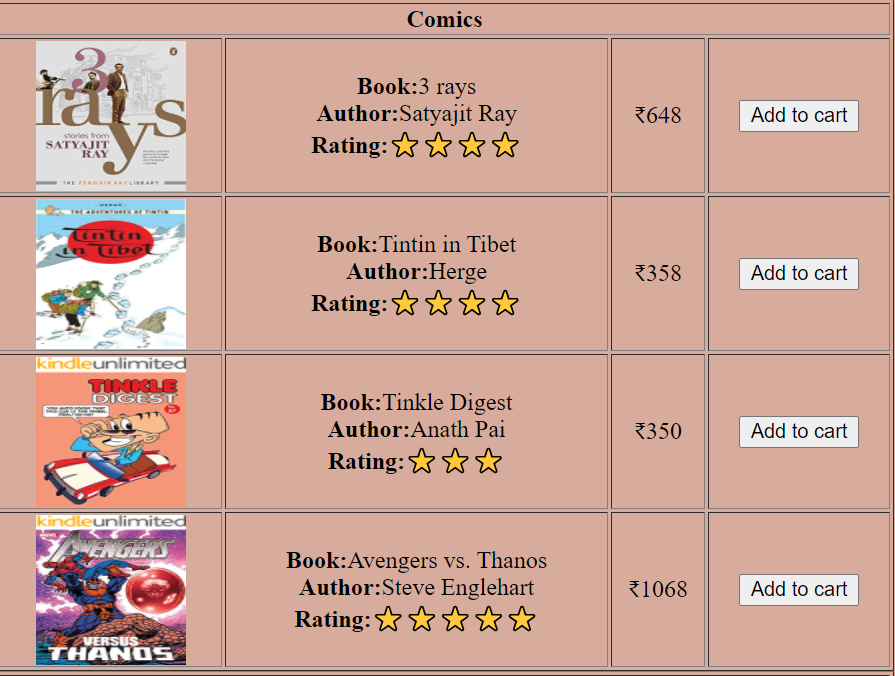 Comics
3
rays
stories from
SATYAJIT
RAY
THE PENGUIN RAY LIBRARY
Book:3 rays
Author:Satyajit Ray
Rating:
₹648
Add to cart
HERGE
THE ADVENTURES OF TINTIN
Tintin
in Tibet
Book:Tintin in Tibet
Author:Herge
Rating:
₹358
Add to cart
kindleunlimited
TINKLE
DIGEST
Book:Tinkle Digest
Author:Anath Pai
Rating:
₹350
Add to cart
kindleunlimited
MARVEL
AVENGERS
VERSUS
THANOS
Book:Avengers vs. Thanos
Author:Steve Englehart
Rating:
₹1068
Add to cart